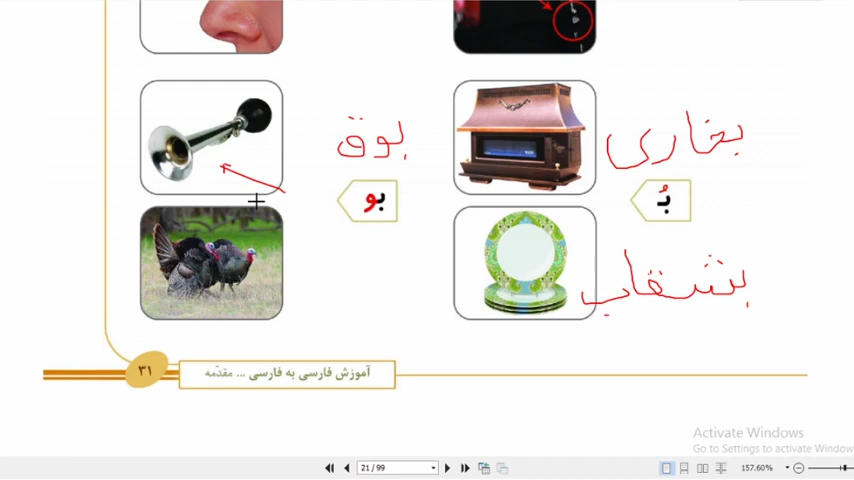 بخاری
بوق
بُـ
بو
بشقاب
آموزش فارسی به فارسی ... مقدّمه
۳۱
Activate Windows
Go to Settings to activate Window
21 / 99
157.60%